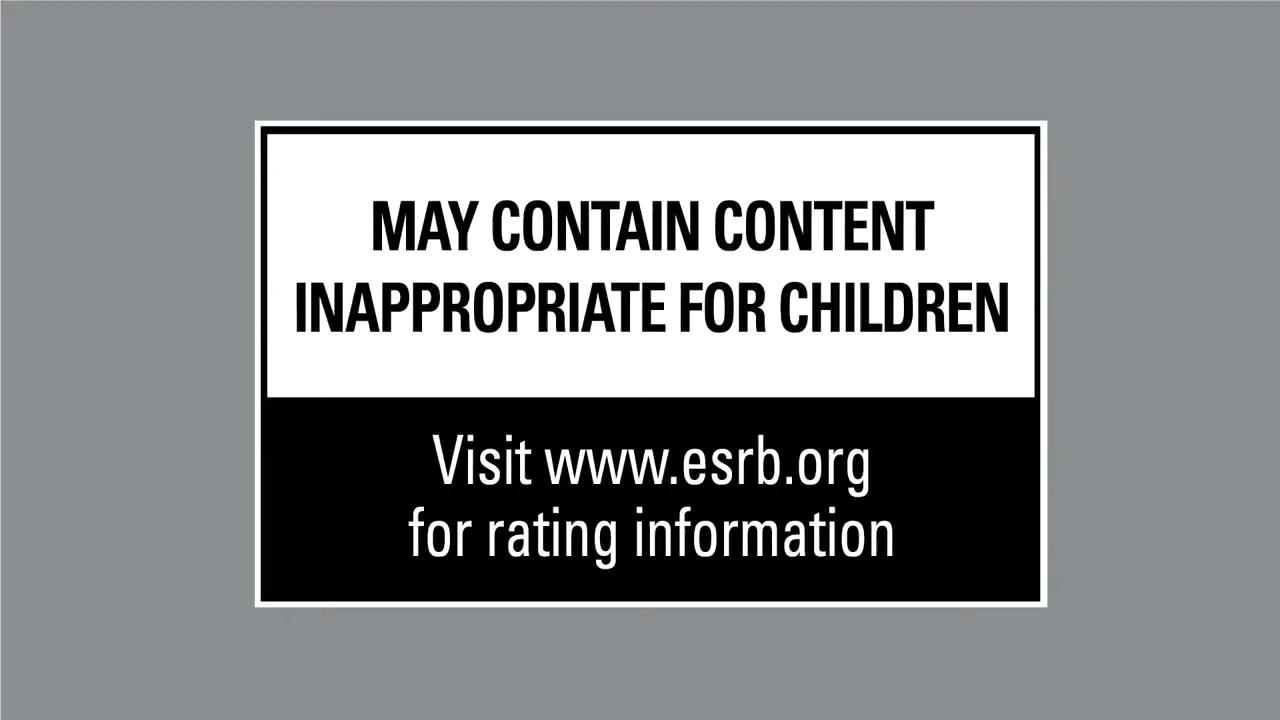 MAY CONTAIN CONTENT
INAPPROPRIATE FOR CHILDREN
Visit www.esrb.org
for rating information